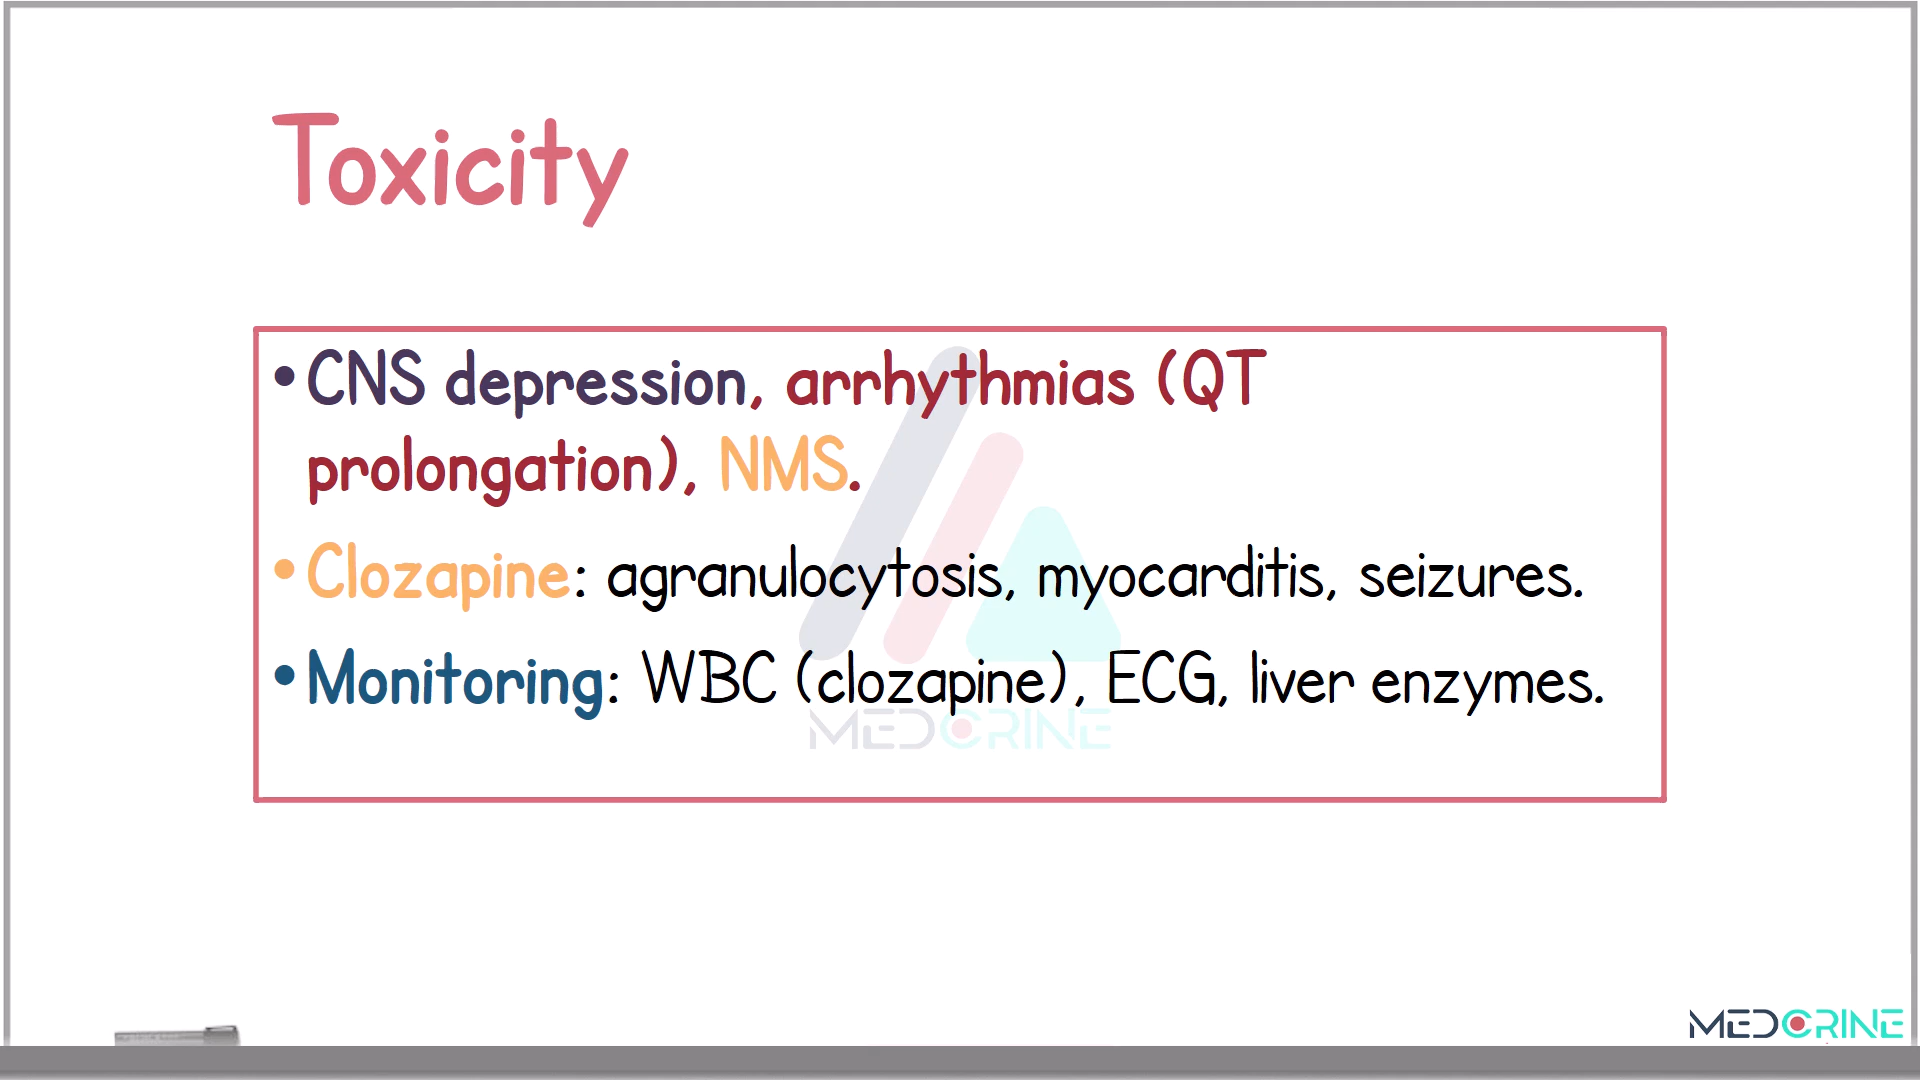 Toxicity
• CNS depression, arrhythmias (QT
prolongation), NMS.
• Clozapine: agranulocytosis, myocarditis, seizures.
• Monitoring: WBC (clozapine), ECG, liver enzymes.
MEDCRINE
MEDCRINE